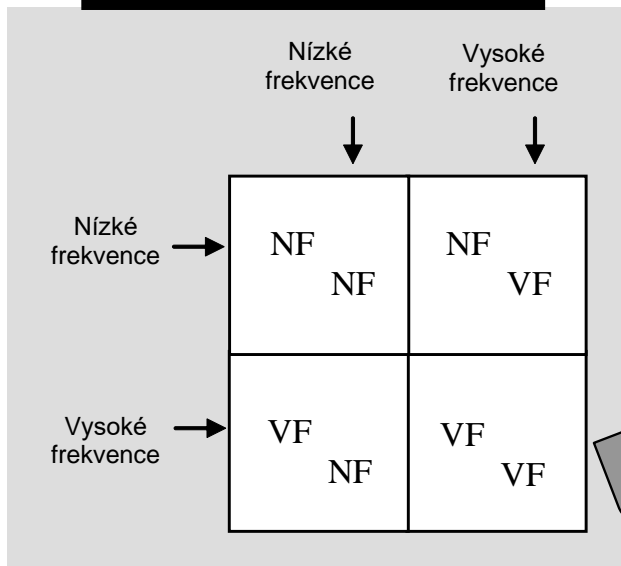 Nízké
frekvence
Vysoké
frekvence
Nízké
frekvence
NF
NF
NF
VF
Vysoké
frekvence
VF
NF
VF
VF